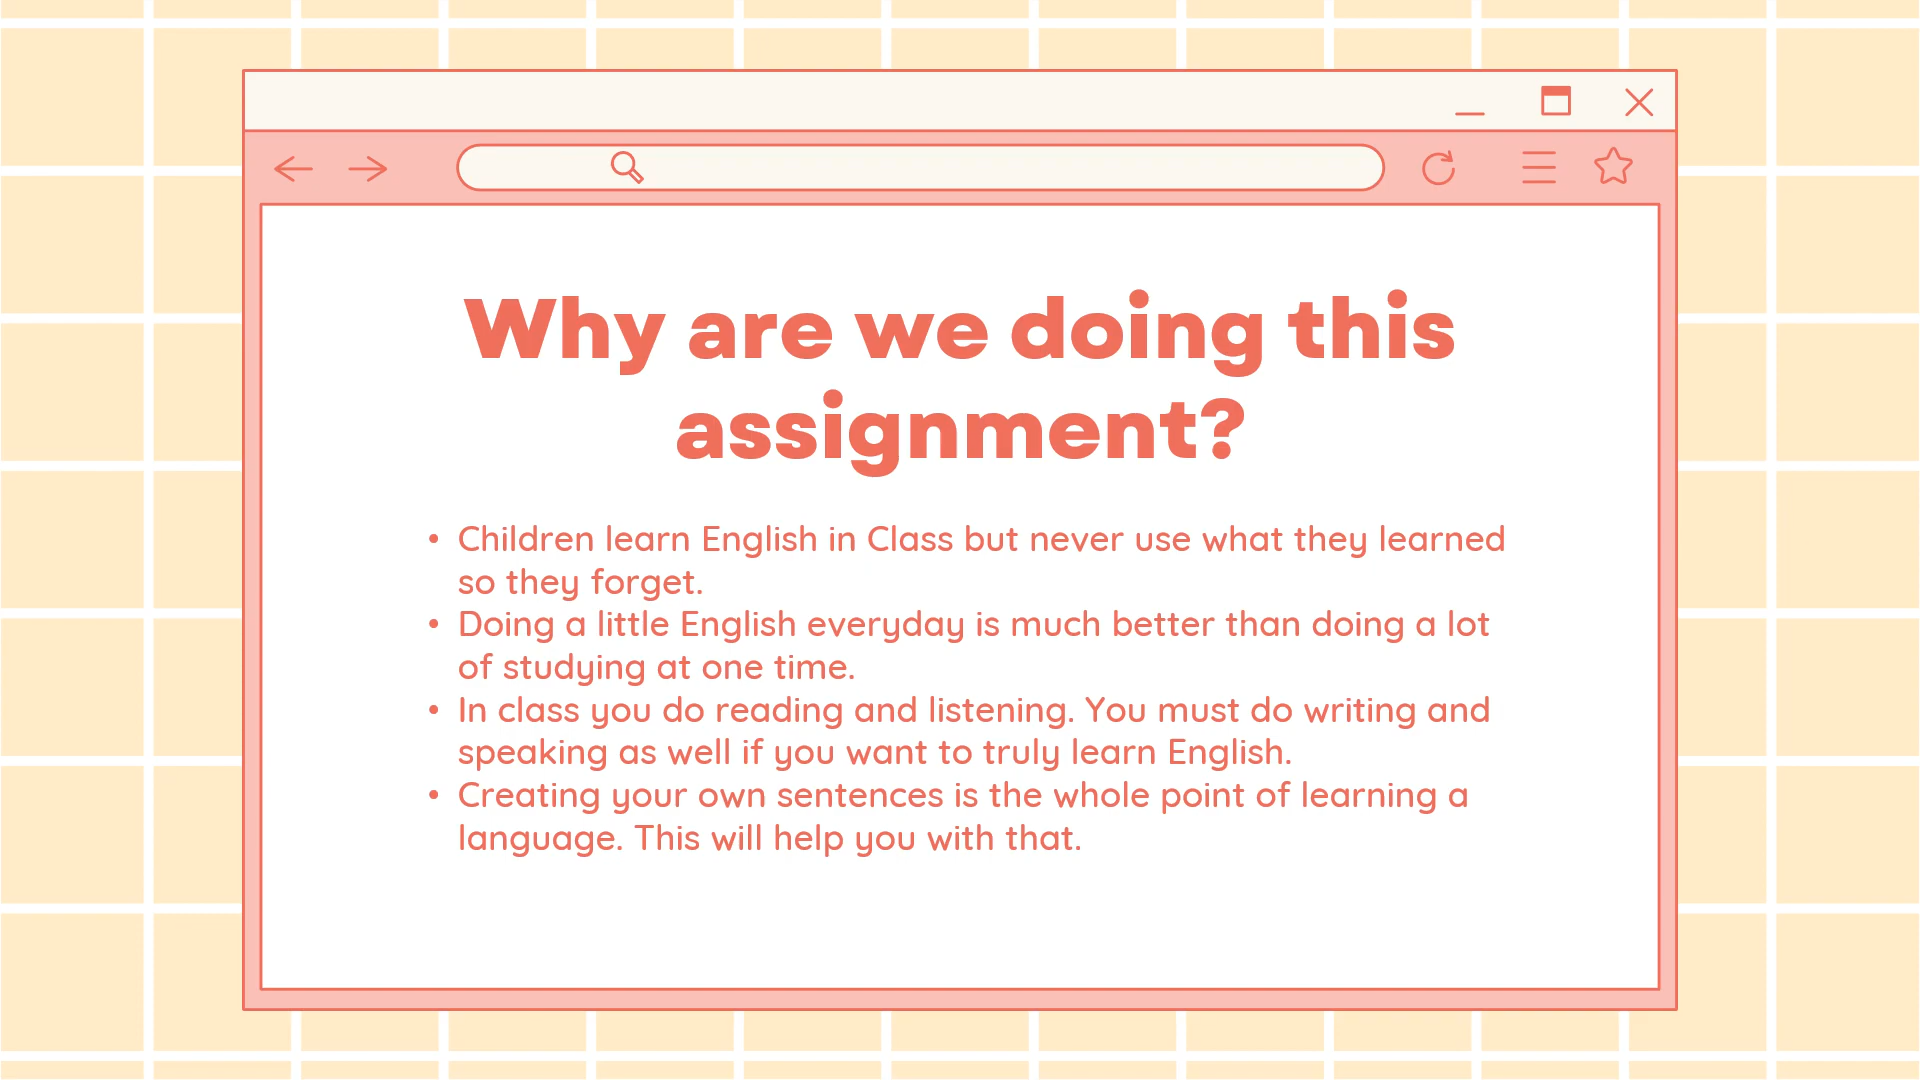 Why are we doing this
assignment?
• Children learn English in Class but never use what they learned
so they forget.
• Doing a little English everyday is much better than doing a lot
of studying at one time.
• In class you do reading and listening. You must do writing and
speaking as well if you want to truly learn English.
• Creating your own sentences is the whole point of learning a
language. This will help you with that.